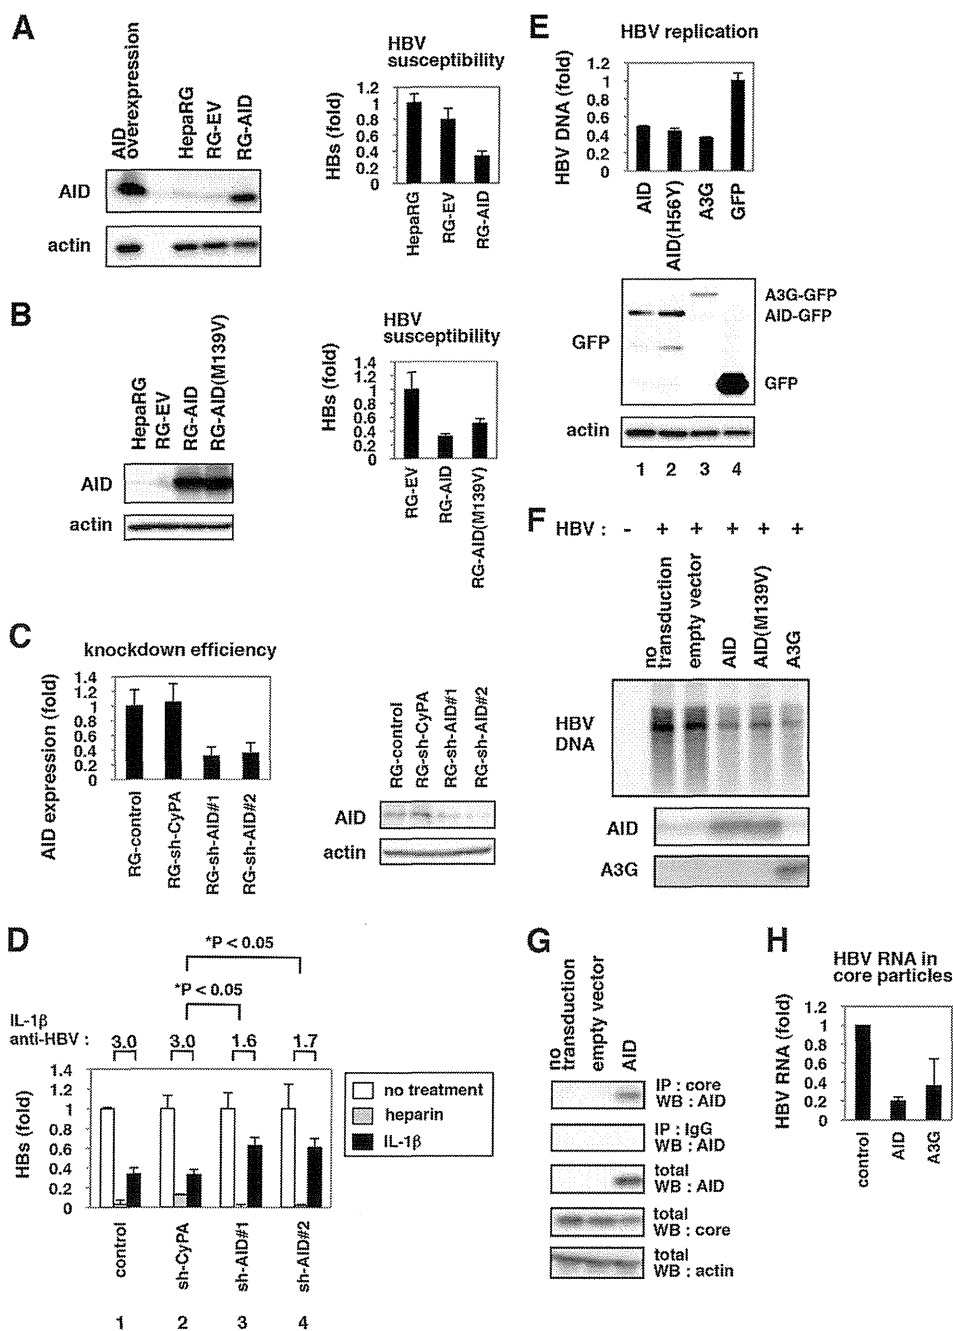 A
AID
overexpression
HepaRG
RG-EV
RG-AID
AID
actin
HBV
susceptibility
HBs (fold)
1.2
1
0.8
0.6
0.4
0.2
0
HepaRG
RG-EV
RG-AID
B
HepaRG
RG-EV
RG-AID
RG-AID(M139V)
AID
actin
HBV
susceptibility
HBs (fold)
1.4
1.2
1
0.8
0.6
0.4
0.2
0
RG-EV
RG-AID
RG-AID(M139V)
C
knockdown efficiency
AID expression (fold)
1.4
1.2
1
0.8
0.6
0.4
0.2
0
RG-control
RG-sh-CyPA
RG-sh-AID#1
RG-sh-AID#2
RG-control
RG-sh-CyPA
RG-sh-AID#1
RG-sh-AID#2
AID
actin
D
*P < 0.05
*P < 0.05
IL-1β
anti-HBV : 3.0 3.0 1.6 1.7
HBs (fold)
1.4
1.2
1
0.8
0.6
0.4
0.2
0
no treatment
heparin
IL-1β
control
sh-CyPA
sh-AID#1
sh-AID#2
1 2 3 4
E
HBV replication
HBV DNA (fold)
1.2
1
0.8
0.6
0.4
0.2
0
AID
AID(H56Y)
A3G
GFP
GFP
A3G-GFP
AID-GFP
GFP
actin
1 2 3 4
F
HBV : - + + + + +
no
transduction
empty vector
AID
AID(M139V)
A3G
HBV
DNA
AID
A3G
G
no
transduction
empty vector
AID
IP : core
WB : AID
IP : IgG
WB : AID
total
WB : AID
total
WB : core
total
WB : actin
H
HBV RNA in
core particles
HBV RNA (fold)
1.2
1
0.8
0.6
0.4
0.2
0
control
AID
A3G